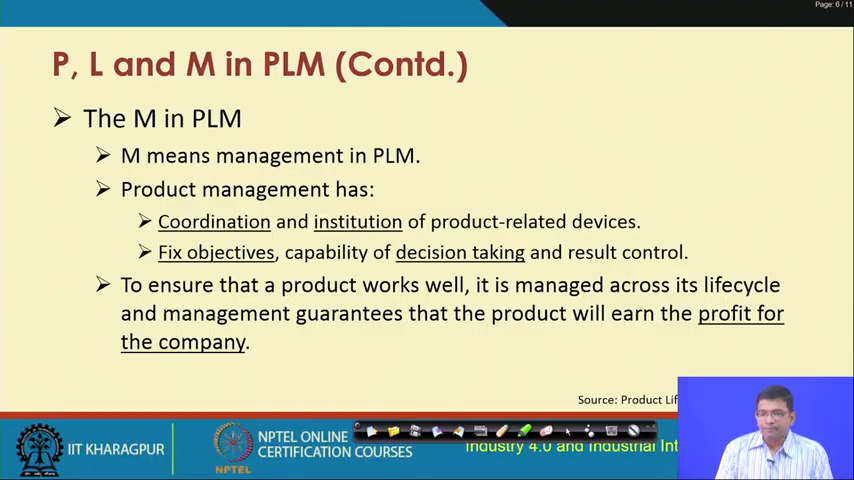 Page: 6 / 11
P, L and M in PLM (Contd.)
The M in PLM
M means management in PLM.
Product management has:
Coordination and institution of product-related devices.
Fix objectives, capability of decision taking and result control.
To ensure that a product works well, it is managed across its lifecycle
and management guarantees that the product will earn the profit for
the company.
Source: Product Lif
IIT KHARAGPUR
NPTEL
NPTEL ONLINE
CERTIFICATION COURSES
Industry 4.0 and Industrial Int